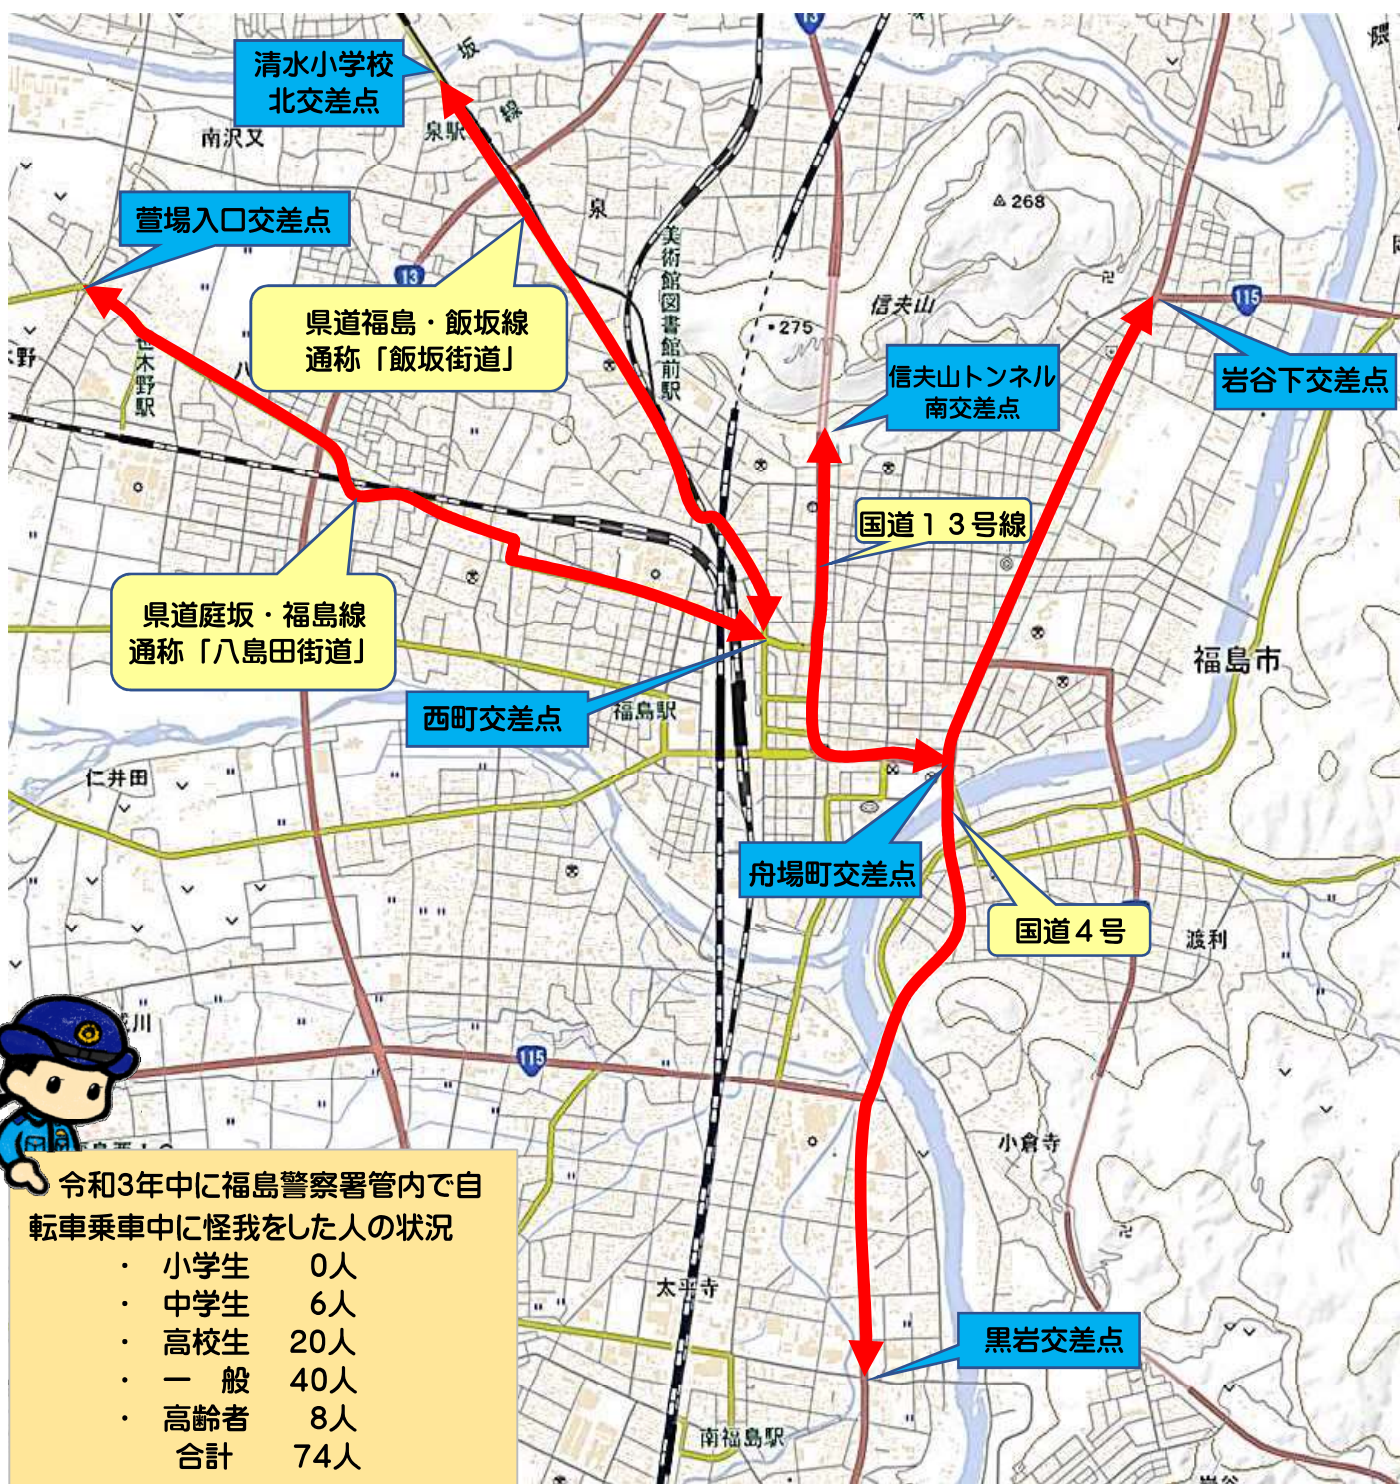 13
坂
清水小学校
北交差点
線
泉駅
南沢又
△268
泉
萱場入口交差点
美術館図書館前駅
卍
13
115
信夫山
県道福島・飯坂線
通称「飯坂街道」
・275
笹木野駅
野
八
信夫山トンネル
南交差点
岩谷下交差点
国道13号線
県道庭坂・福島線
通称「八島田街道」
福島市
西町交差点
福島駅
仁井田
舟場町交差点
国道4号
渡利
川
115
小倉寺
卍
令和3年中に福島警察署管内で自
転車乗車中に怪我をした人の状況
・ 小学生 0人
・ 中学生 6人
・ 高校生 20人
・ 一 般 40人
・ 高齢者 8人
合計 74人
太平寺
黒岩交差点
南福島駅